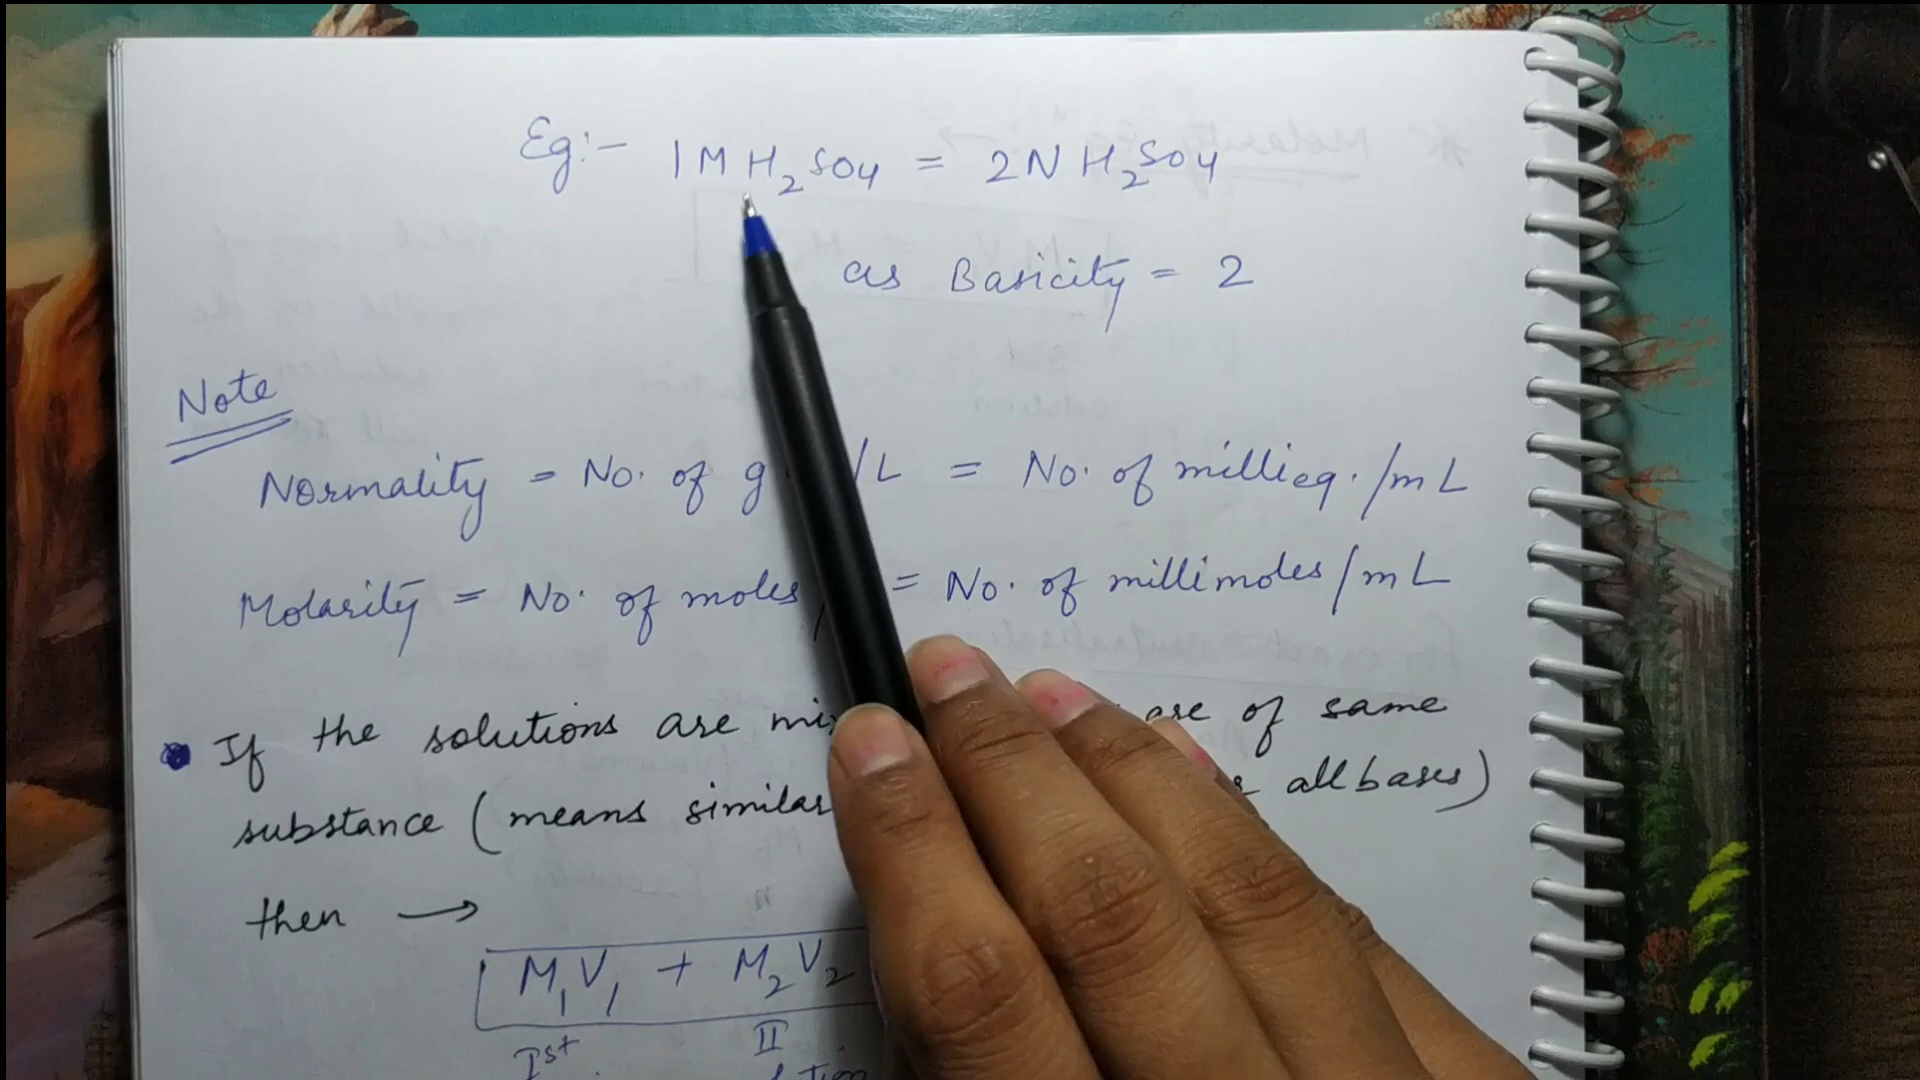 Eg:- 1M H2SO4 = 2N H2SO4
as Basicity = 2
Note
Normality = No. of g /L = No. of millieq. /mL
Molarity = No. of moles/ = No. of millimoles/mL
If the solutions are are of same
substance (means similar all bases)
then →
M1V1 + M2V2
Ist II